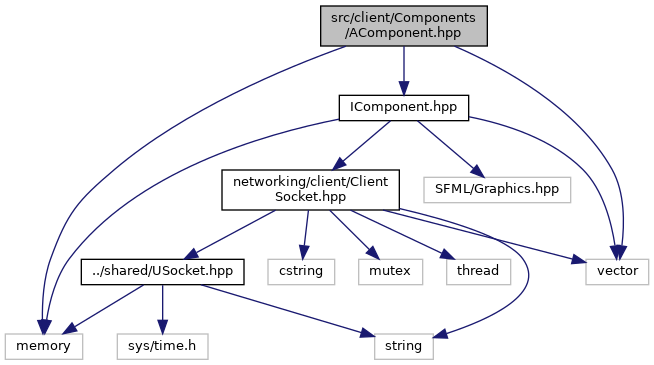 src/client/Components
/AComponent.hpp
IComponent.hpp
networking/client/Client
Socket.hpp
SFML/Graphics.hpp
../shared/USocket.hpp
cstring
mutex
thread
vector
memory
sys/time.h
string